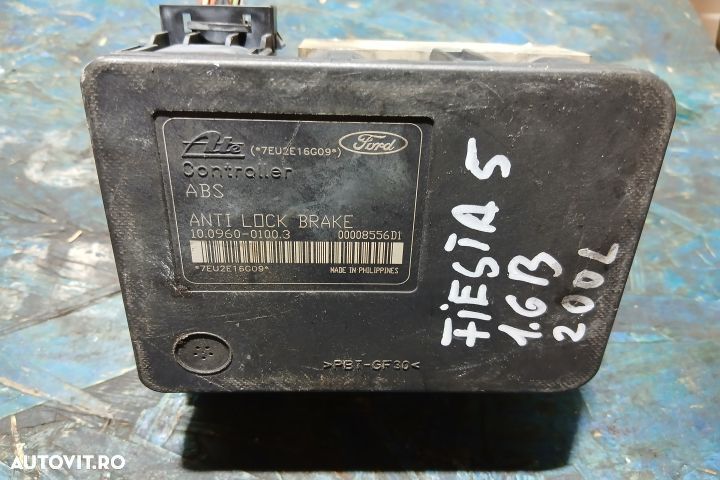 Ate (*7EU2E16G09*) Ford
Controller
ABS
ANTI LOCK BRAKE
10.0960-0100.3 00008556D1
*7EU2E16G09* MADE IN PHILIPPINES
>PBT-GF30<
FIESTA 5
1.6B
2006
AUTOVIT.RO